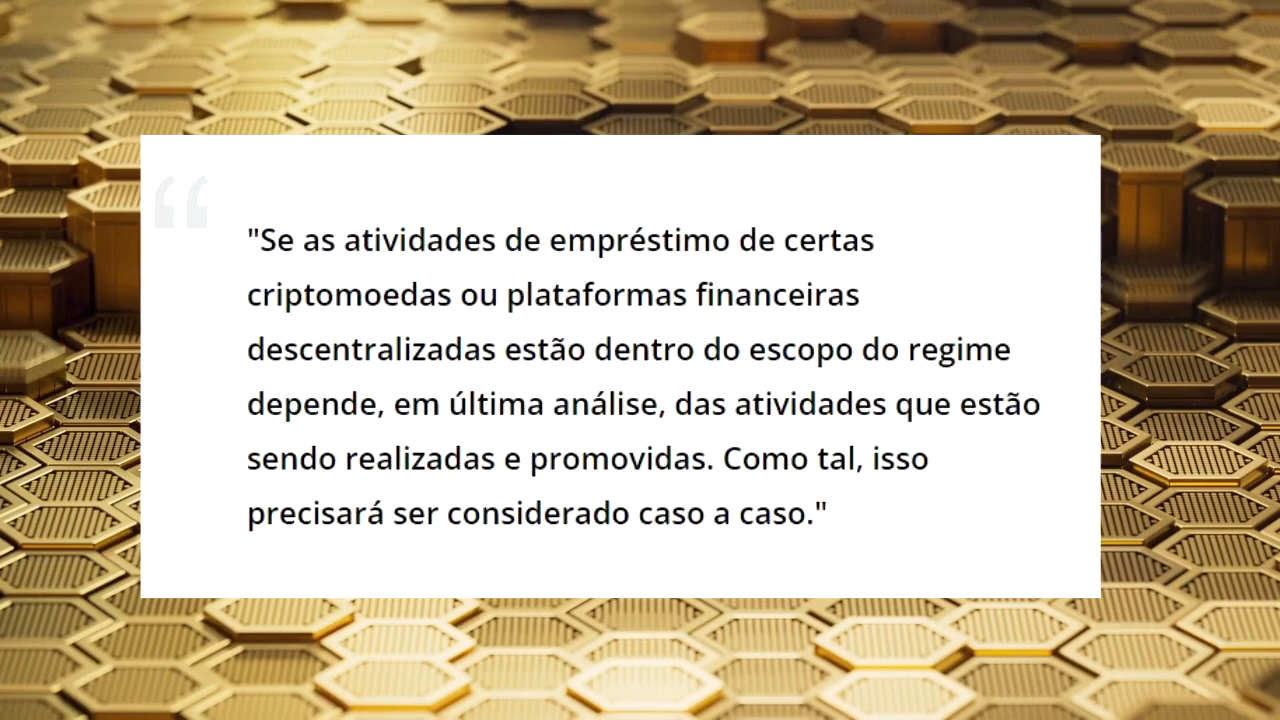 "Se as atividades de empréstimo de certas
criptomoedas ou plataformas financeiras
descentralizadas estão dentro do escopo do regime
depende, em última análise, das atividades que estão
sendo realizadas e promovidas. Como tal, isso
precisará ser considerado caso a caso."